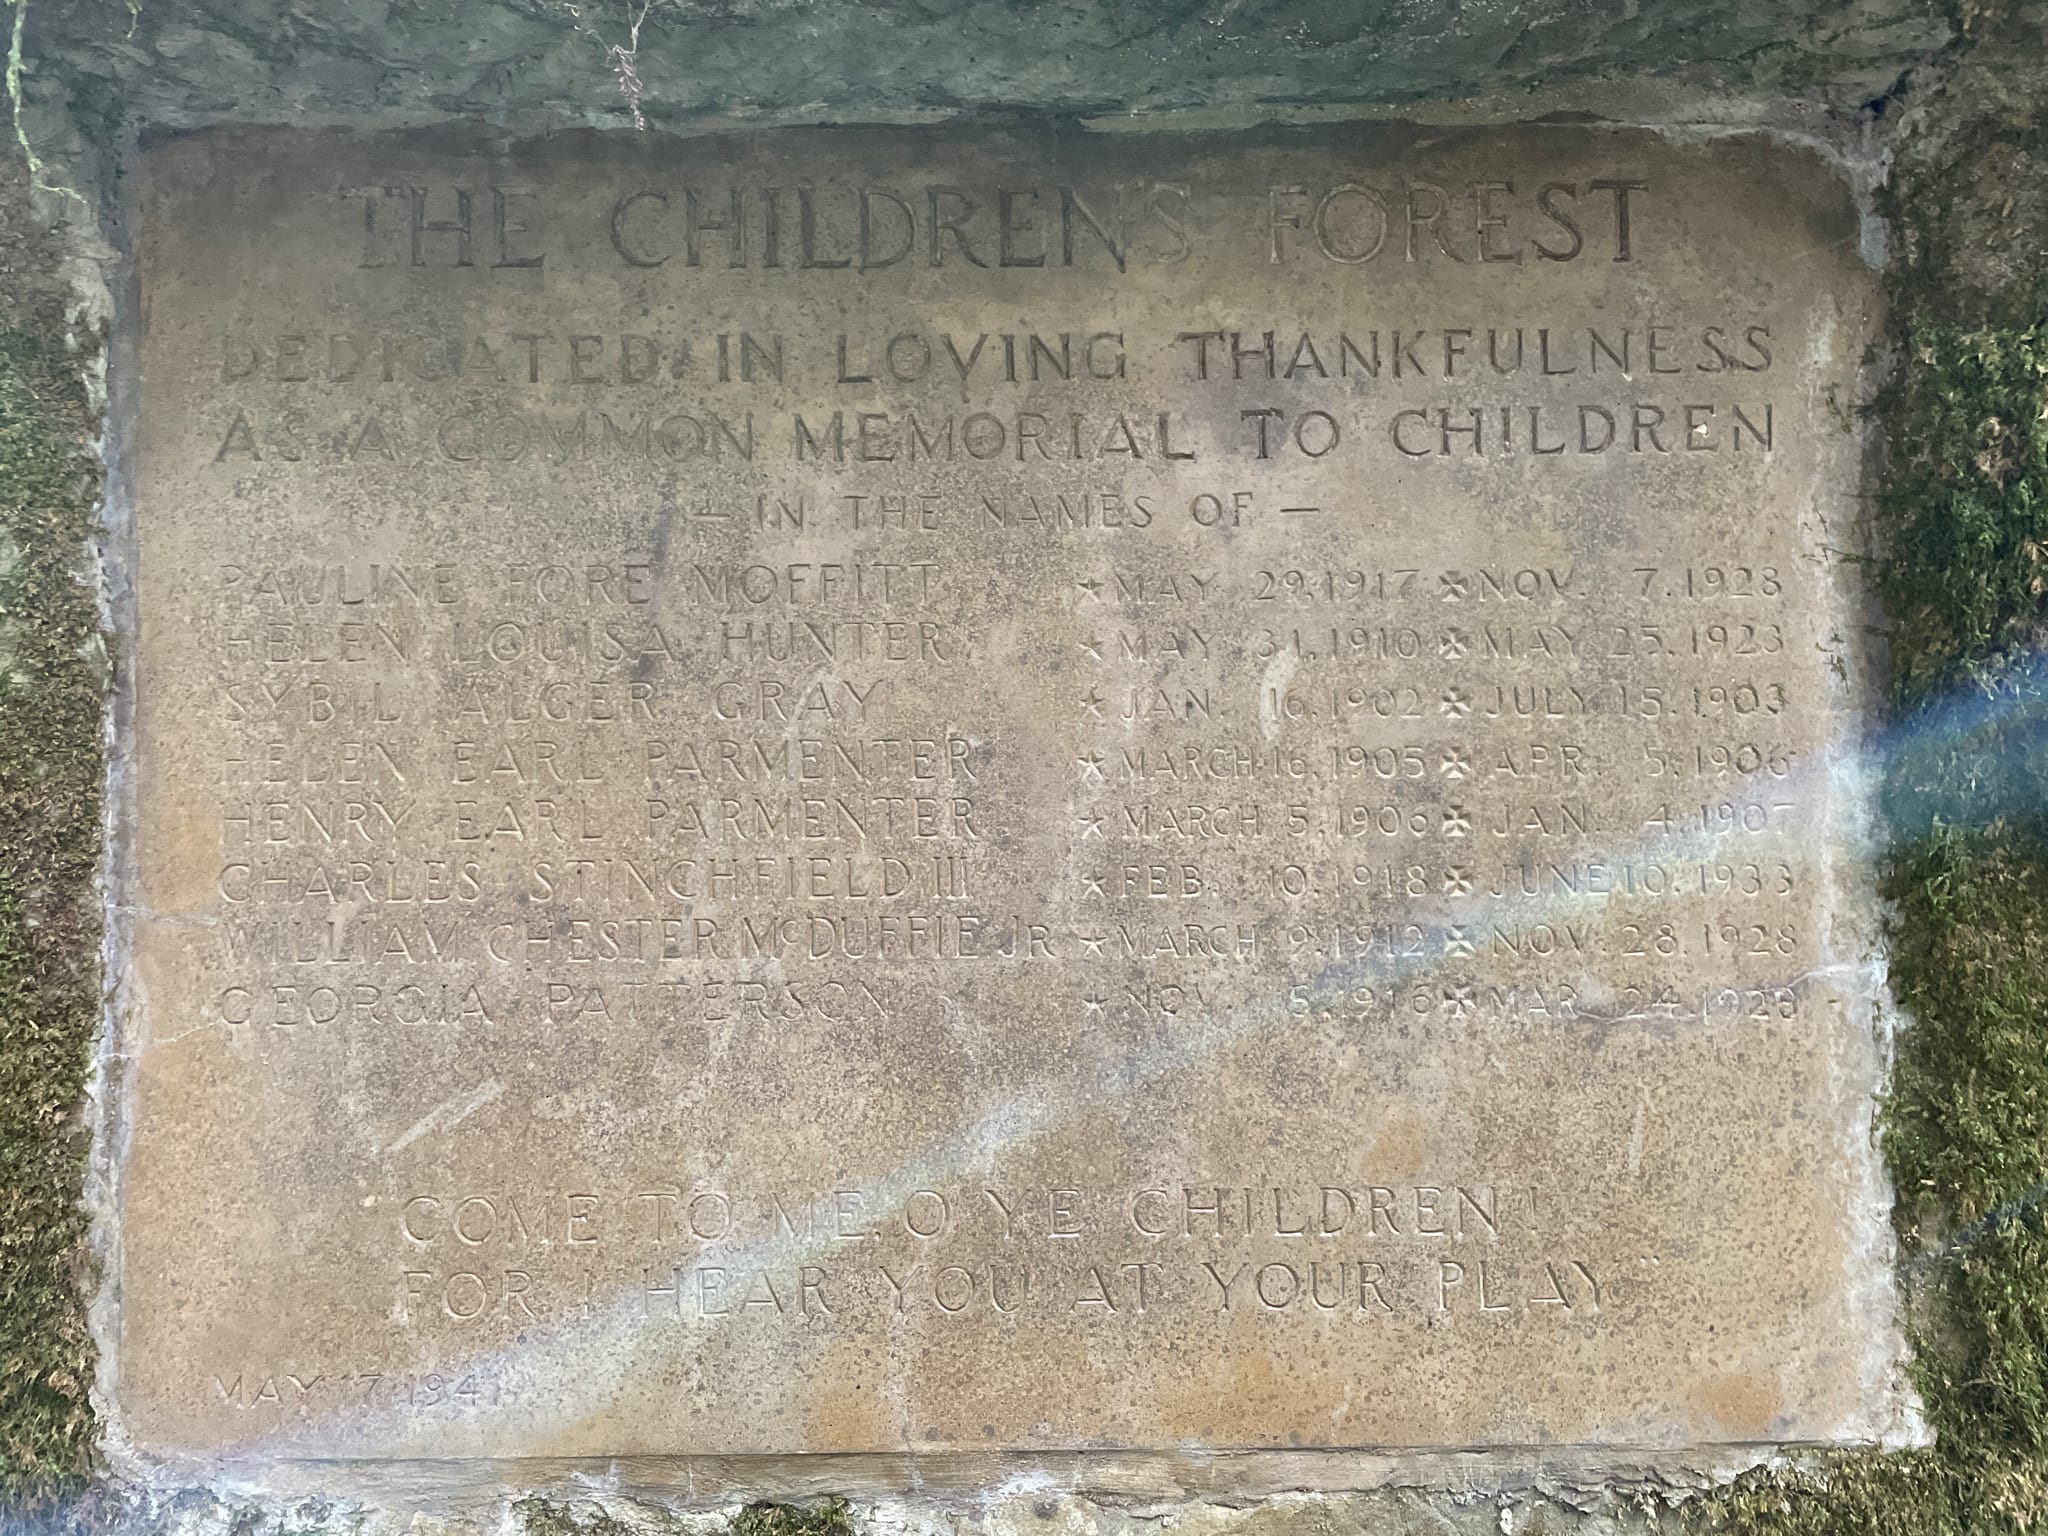 THE CHILDREN'S FOREST
DEDICATED IN LOVING THANKFULNESS
AS A COMMON MEMORIAL TO CHILDREN
— IN THE NAMES OF —
PAULINE FORE MOFFITT ★ MAY 29.1917 ✠ NOV. 7.1928
HELEN LOUISA HUNTER ★ MAY 31.1910 ✠ MAY 25.1923
SYBIL ALGER GRAY ★ JAN. 16.1902 ✠ JULY 15.1903
HELEN EARL PARMENTER ★ MARCH 16.1905 ✠ APR. 5.1906
HENRY EARL PARMENTER ★ MARCH 5.1906 ✠ JAN. 4.1907
CHARLES STINCHFIELD III ★ FEB. 10.1918 ✠ JUNE 10.1933
WILLIAM CHESTER McDUFFIE JR ★ MARCH 9.1912 ✠ NOV. 28.1928
GEORGIA PATTERSON ★ NOV. 5.1916 ✠ MAR. 24.1928
COME TO ME, O YE CHILDREN!
FOR I HEAR YOU AT YOUR PLAY"
MAY 17